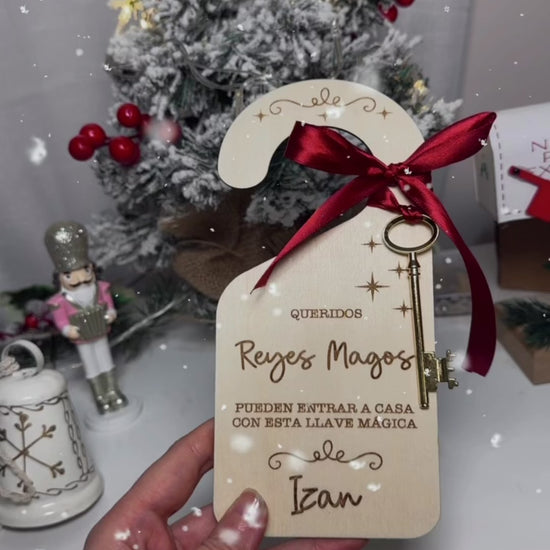 QUERIDOS
Reyes Magos
PUEDEN ENTRAR A CASA
CON ESTA LLAVE MÁGICA
Izan